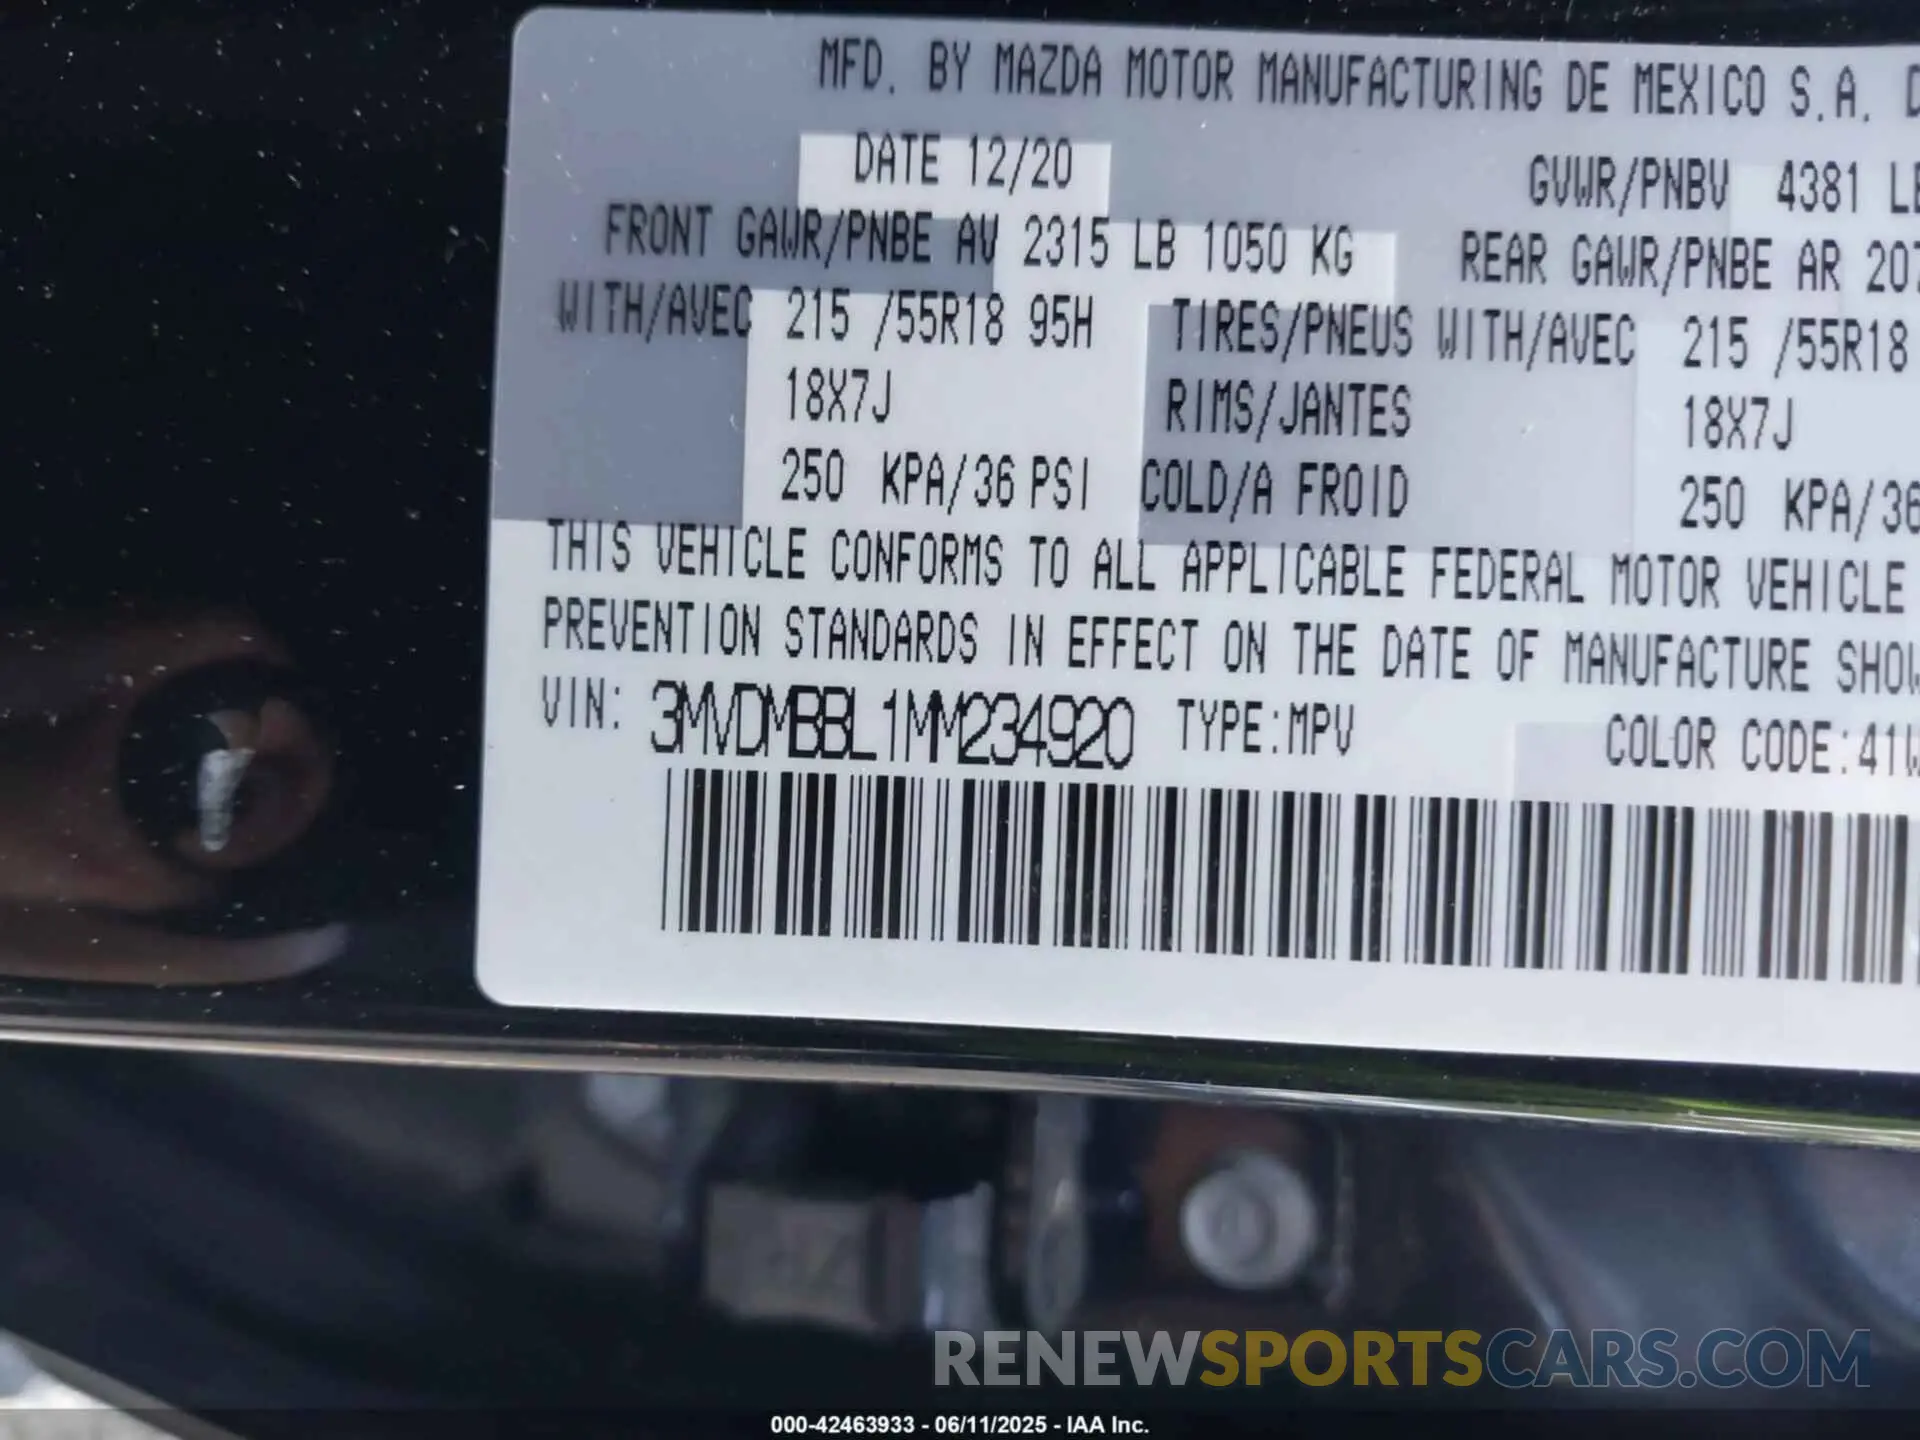 MFD. BY MAZDA MOTOR MANUFACTURING DE MEXICO S.A.
DATE 12/20 GVWR/PNBV 4381
FRONT GAWR/PNBE AV 2315 LB 1050 KG REAR GAWR/PNBE AR 207
WITH/AVEC 215 /55R18 95H TIRES/PNEUS WITH/AVEC 215 /55R18
18X7J RIMS/JANTES 18X7J
250 KPA/36 PSI COLD/A FROID 250 KPA/36
THIS VEHICLE CONFORMS TO ALL APPLICABLE FEDERAL MOTOR VEHICLE
PREVENTION STANDARDS IN EFFECT ON THE DATE OF MANUFACTURE SHOW
VIN: 3MVDMBBL1MM234920 TYPE:MPV COLOR CODE:41W
RENEWSPORTSCARS.COM
000-42463933 - 06/11/2025 - IAA Inc.